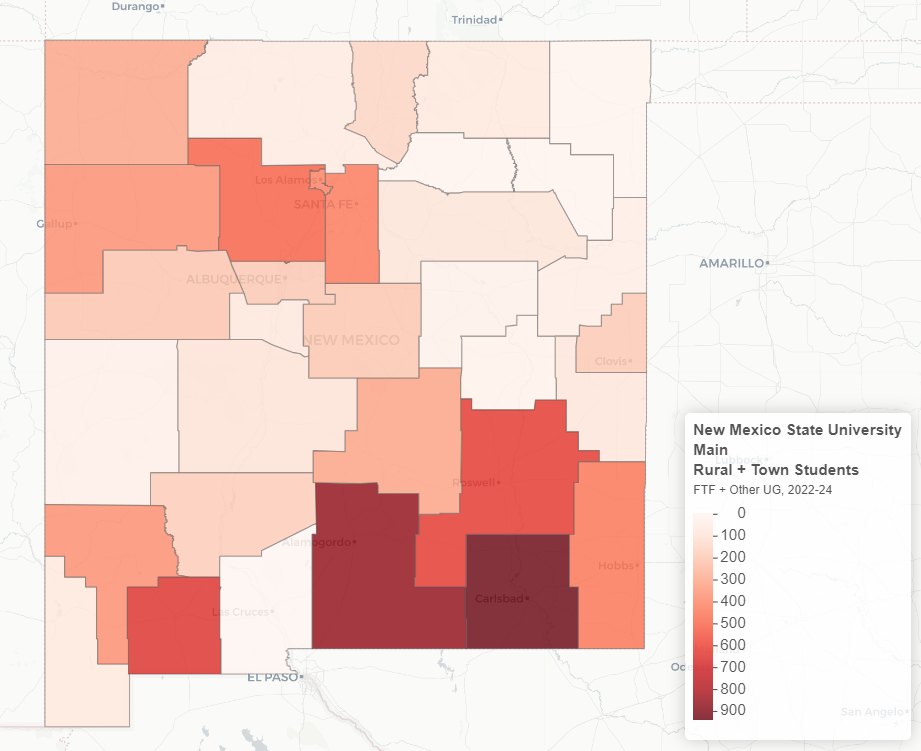 Durango
Trinidad
Los Alamos
SANTA FE
Gallup
AMARILLO
ALBUQUERQUE
NEW MEXICO
Clovis
New Mexico State University
Main
Rural + Town Students
FTF + Other UG, 2022-24
Lubbock
0
100
200
300
400
500
600
700
800
900
Roswell
Alamogordo
Hobbs
Carlsbad
Las Cruces
EL PASO
San Angelo